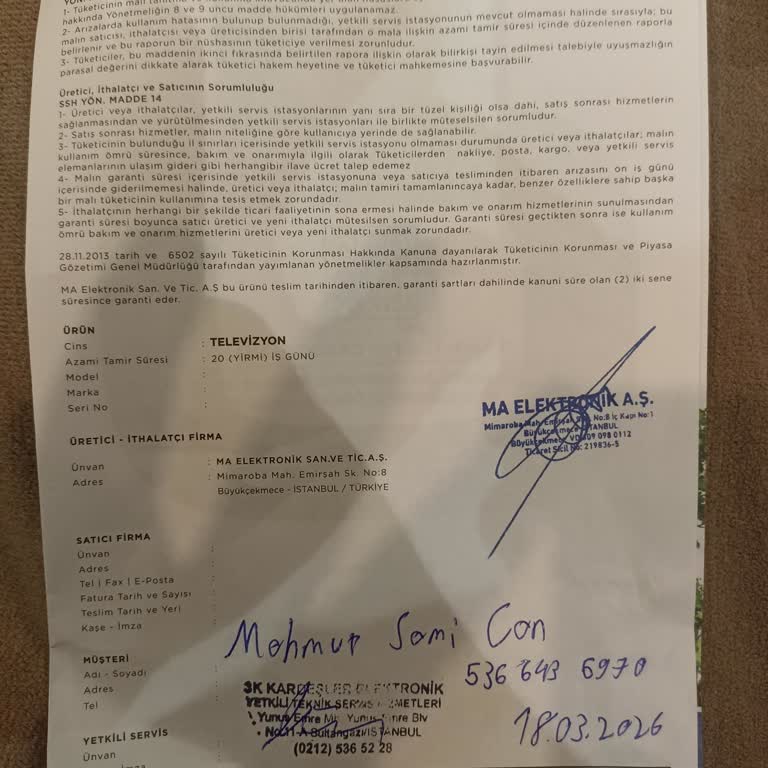 1- Tüketicinin malı
hakkında Yönetmeliğin 8 ve 9 uncu madde hükümleri uygulanamaz.
2- Arızalarda kullanım hatasının bulunup bulunmadığı, yetkili servis istasyonunun mevcut olmaması halinde sırasıyla; bu
malın satıcısı, ithalatçısı veya üreticisinden birisi tarafından o mala ilişkin azami tamir süresi içinde düzenlenen raporla
belirlenir ve bu raporun bir nüshasının tüketiciye verilmesi zorunludur.
3- Tüketiciler, bu maddenin ikinci fıkrasında belirtilen rapora ilişkin olarak bilirkişi tayin edilmesi talebiyle uyuşmazlığın
parasal değerini dikkate alarak tüketici hakem heyetine ve tüketici mahkemesine başvurabilir.
Üretici, İthalatçı ve Satıcının Sorumluluğu
SSH YÖN. MADDE 14
1- Üretici veya ithalatçılar, yetkili servis istasyonlarının yanı sıra bir tüzel kişiliği olsa dahi, satış sonrası hizmetlerin
sağlanmasından ve yürütülmesinden yetkili servis istasyonları ile birlikte müteselsilen sorumludur.
2- Satış sonrası hizmetler, malın niteliğine göre kullanıcıya yerinde de sağlanabilir.
3- Tüketicinin bulunduğu il sınırları içerisinde yetkili servis istasyonu olmaması durumunda üretici veya ithalatçılar; malın
kullanım ömrü süresince, bakım ve onarımıyla ilgili olarak Tüketicilerden nakliye, posta, kargo, veya yetkili servis
elemanlarının ulaşım gideri gibi herhangibir ilave ücret talep edemez
4- Malın garanti süresi içerisinde yetkili servis istasyonuna veya satıcıya tesliminden itibaren arızasını on iş günü
içerisinde giderilmemesi halinde, üretici veya ithalatçı; malın tamiri tamamlanıncaya kadar, benzer özelliklere sahip başka
bir malı tüketicinin kullanımına tesis etmek zorundadır.
5- İthalatçının herhangi bir şekilde ticari faaliyetinin sona ermesi halinde bakım ve onarım hizmetlerinin sunulmasından
garanti süresi boyunca satıcı üretici ve yeni ithalatçı mütesilsen sorumludur. Garanti süresi geçtikten sonra ise kullanım
ömrü bakım ve onarım hizmetlerini üretici veya yeni ithalatçı sunmak zorundadır.
28.11.2013 tarih ve 6502 sayılı Tüketicinin Korunması Hakkında Kanuna dayanılarak Tüketicinin Korunması ve Piyasa
Gözetimi Genel Müdürlüğü tarafından yayımlanan yönetmelikler kapsamında hazırlanmıştır.
MA Elektronik San. Ve Tic. A.Ş bu ürünü teslim tarihinden itibaren, garanti şartları dahilinde kanuni süre olan (2) iki sene
süresince garanti eder.
ÜRÜN
Cins : TELEVİZYON
Azami Tamir Süresi : 20 (YİRMİ) İŞ GÜNÜ
Model :
Marka :
Seri No :
MA ELEKTRONİK A.Ş.
Mimaroba Mah. Emirşah Sk. No:8 İç Kapı No:1
Büyükçekmece İSTANBUL
Büyükçekmece VD 609 098 0112
Ticaret Sicil No: 219836-5
ÜRETİCİ - İTHALATÇI FİRMA
Ünvan : MA ELEKTRONİK SAN.VE TİC.A.Ş.
Adres : Mimaroba Mah. Emirşah Sk. No:8
Büyükçekmece - İSTANBUL / TÜRKİYE
SATICI FİRMA
Ünvan :
Adres :
Tel | Fax | E-Posta :
Fatura Tarih ve Sayısı :
Teslim Tarih ve Yeri :
Kaşe - İmza :
Mahmut Sami Can
MÜŞTERİ
536 643 6970
Adı - Soyadı
Adres
Tel
3K KARDEŞLER ELEKTRONİK
YETKİLİ TEKNİK SERVİS HİZMETLERİ
Yunus Emre Mh. Yunus Emre Blv
No:11-A Sultangazi/İSTANBUL
(0212) 536 52 28
18.03.2026
YETKİLİ SERVİS
Ünvan